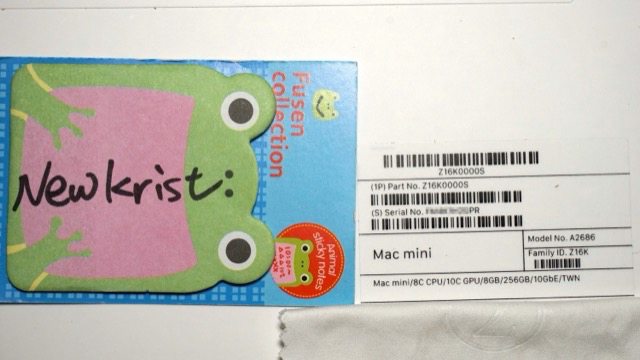 Newkrist:
Fusen
collection
animal
sticky notes
Z16K0000S
(1P) Part No. Z16K0000S
(S) Serial No. PR
Mac mini
Model No. A2686
Family ID. Z16K
Mac mini/8C CPU/10C GPU/8GB/256GB/10GbE/TWN